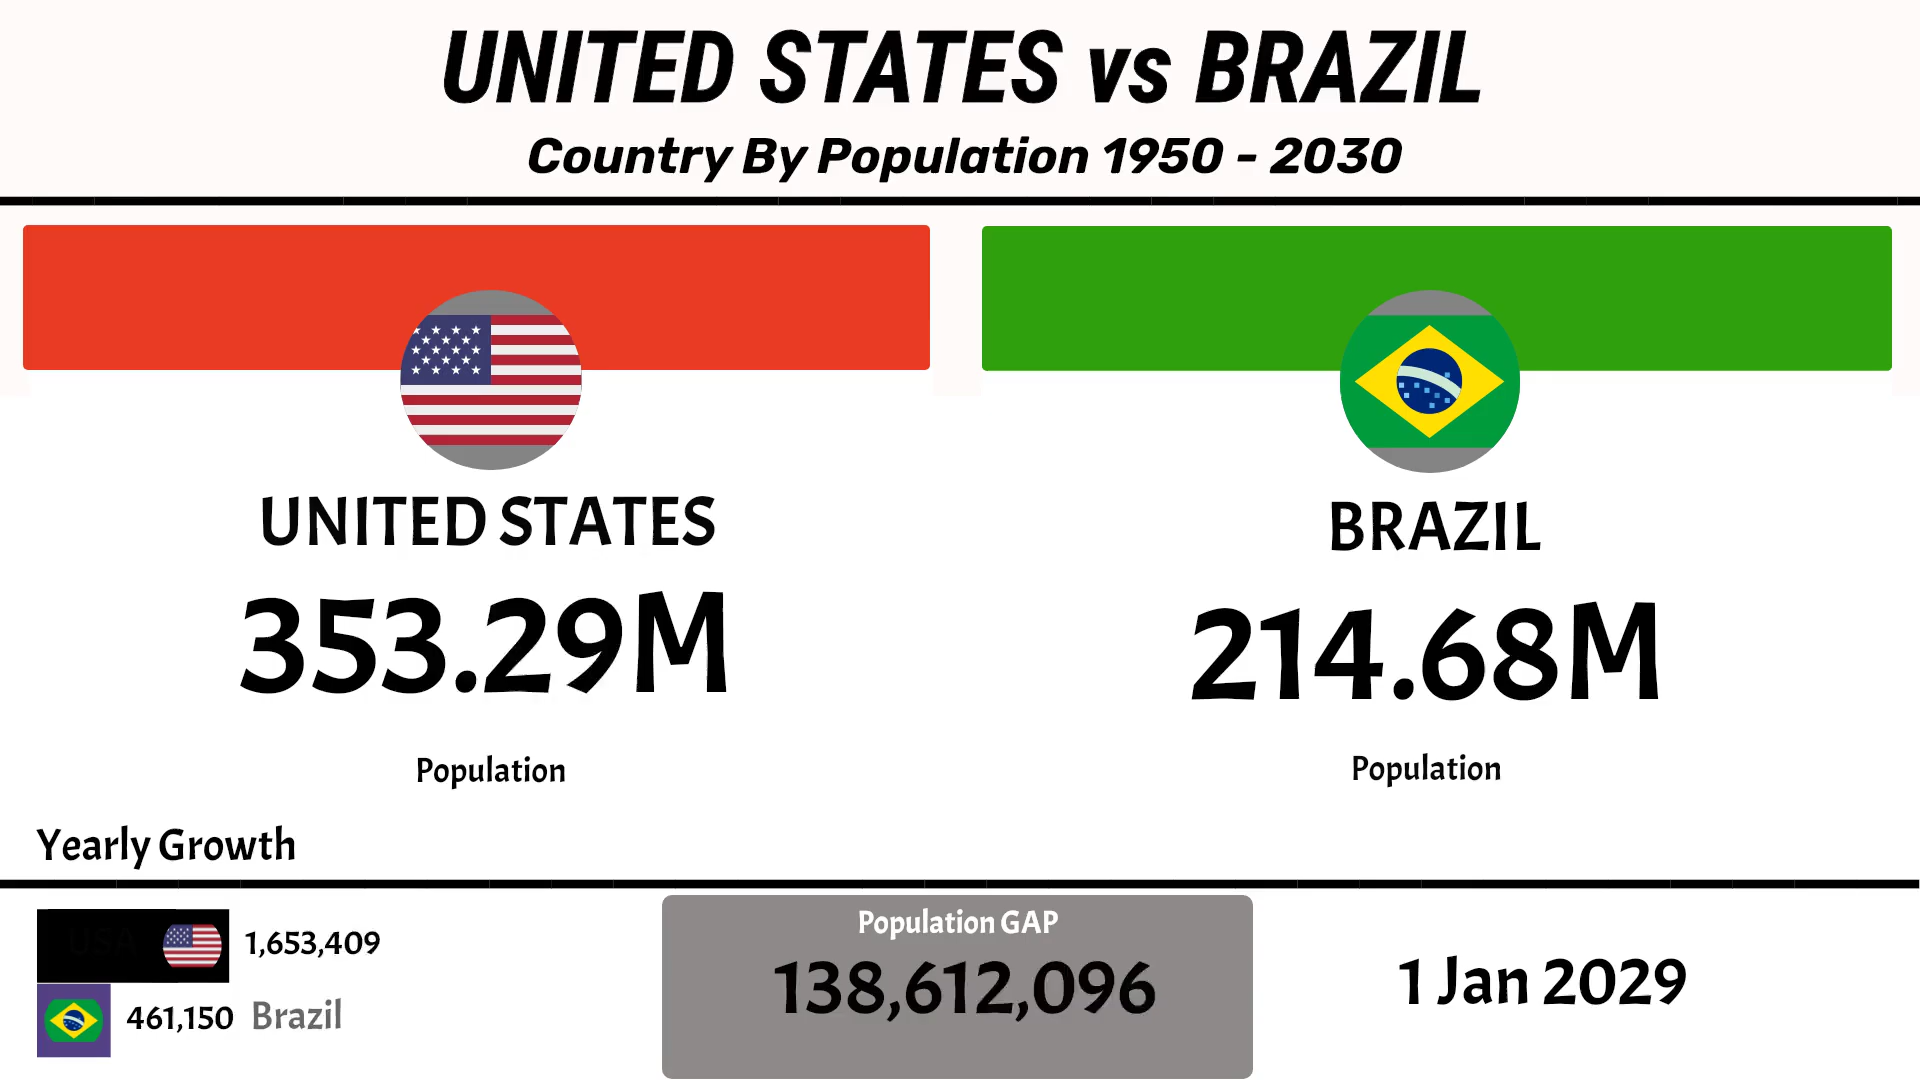 UNITED STATES vs BRAZIL
Country By Population 1950 - 2030
UNITED STATES
353.29M
Population
BRAZIL
214.68M
Population
Yearly Growth
USA 1,653,409
461,150 Brazil
Population GAP
138,612,096
1 Jan 2029